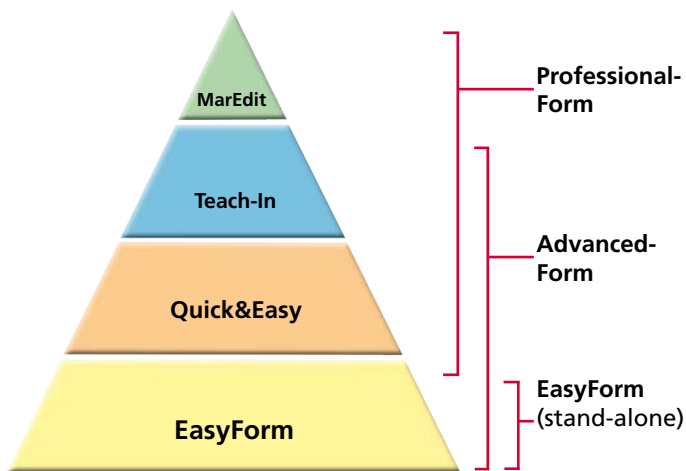 MarEdit
Teach-In
Quick&Easy
EasyForm
Professional-
Form
Advanced-
Form
EasyForm
(stand-alone)